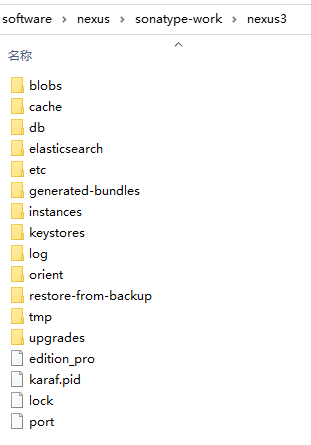 software > nexus > sonatype-work > nexus3
名称
blobs
cache
db
elasticsearch
etc
generated-bundles
instances
keystores
log
orient
restore-from-backup
tmp
upgrades
edition_pro
karaf.pid
lock
port